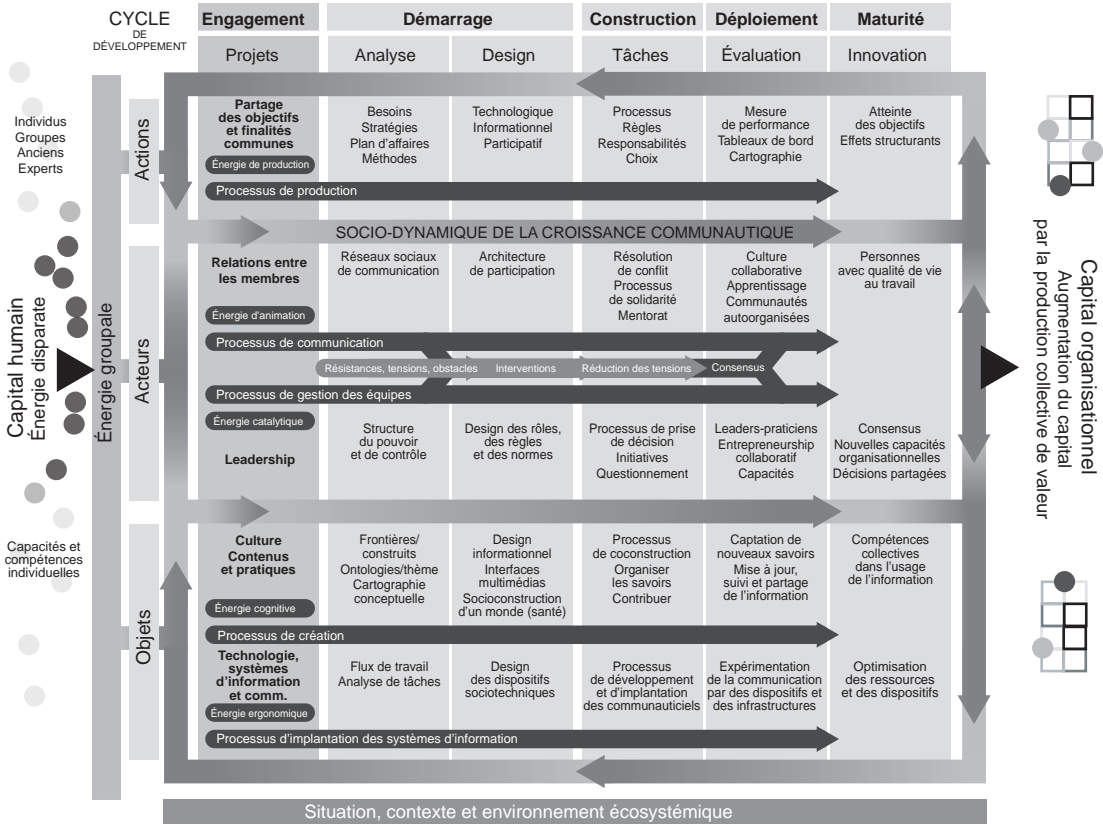 CYCLE
DE
DÉVELOPPEMENT
Engagement
Démarrage
Construction
Déploiement
Maturité
Projets
Analyse
Design
Tâches
Évaluation
Innovation
Individus
Groupes
Anciens
Experts
Capital humain
Énergie disparate
Capacités et
compétences
individuelles
Énergie groupale
Actions
Partage
des objectifs
et finalités
communes
Énergie de production
Besoins
Stratégies
Plan d'affaires
Méthodes
Technologique
Informationnel
Participatif
Processus
Règles
Responsabilités
Choix
Mesure
de performance
Tableaux de bord
Cartographie
Atteinte
des objectifs
Effets structurants
Processus de production
SOCIO-DYNAMIQUE DE LA CROISSANCE COMMUNAUTIQUE
Acteurs
Relations entre
les membres
Énergie d'animation
Réseaux sociaux
de communication
Architecture
de participation
Résolution
de conflit
Processus
de solidarité
Mentorat
Culture
collaborative
Apprentissage
Communautés
autoorganisées
Personnes
avec qualité de vie
au travail
Processus de communication
Résistances, tensions, obstacles
Interventions
Réduction des tensions
Consensus
Processus de gestion des équipes
Énergie catalytique
Leadership
Structure
du pouvoir
et de contrôle
Design des rôles,
des règles
et des normes
Processus de prise
de décision
Initiatives
Questionnement
Leaders-praticiens
Entrepreneurship
collaboratif
Capacités
Consensus
Nouvelles capacités
organisationnelles
Décisions partagées
Objets
Culture
Contenus
et pratiques
Énergie cognitive
Frontières/
construits
Ontologies/thème
Cartographie
conceptuelle
Design
informationnel
Interfaces
multimédias
Socioconstruction
d'un monde (santé)
Processus
de coconstruction
Organiser
les savoirs
Contribuer
Captation de
nouveaux savoirs
Mise à jour,
suivi et partage
de l'information
Compétences
collectives
dans l'usage
de l'information
Processus de création
Technologie,
systèmes
d'information
et comm.
Énergie ergonomique
Flux de travail
Analyse de tâches
Design
des dispositifs
sociotechniques
Processus
de développement
et d'implantation
des communauticiels
Expérimentation
de la communication
par des dispositifs et
des infrastructures
Optimisation
des ressources
et des dispositifs
Processus d'implantation des systèmes d'information
Capital organisationnel
Augmentation du capital
par la production collective de valeur
Situation, contexte et environnement écosystémique